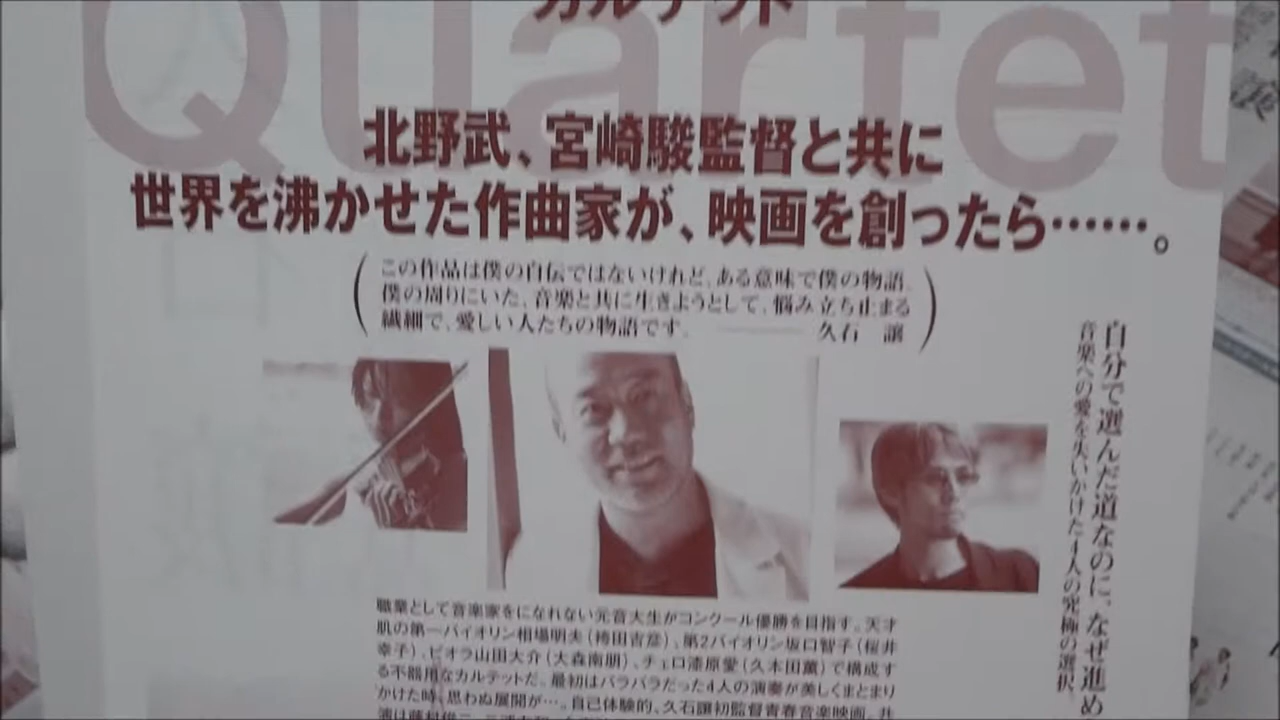 Quartet
カルテット
北野武、宮崎駿監督と共に
世界を沸かせた作曲家が、映画を創ったら……。
この作品は僕の自伝ではないけれど、ある意味で僕の物語。
僕の周りにいた、音楽と共に生きようとして、悩み立ち止まる
繊細で、愛しい人たちの物語です。 ——— 久石 譲
自分で選んだ道なのに、なぜ進め
音楽への愛を失いかけた4人の究極の選択
職業として音楽家をになれない元音大生がコンクール優勝を目指す。天才
肌の第一バイオリン相場明夫(袴田吉彦)、第2バイオリン坂口智子(桜井
幸子)、ビオラ山田大介(大森南朋)、チェロ漆原愛(久木田薫)で構成す
る不器用なカルテットだ。最初はバラバラだった4人の演奏が美しくまとまり
かけた時、思わぬ展開が…。自己体験的、久石譲初監督青春音楽映画。共
演は藤村俊二、三浦友和